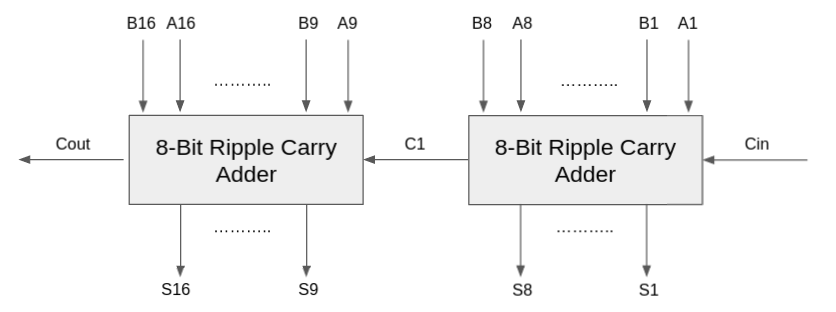 B16 A16 B9 A9 B8 A8 B1 A1
……….. ………..
Cout 8-Bit Ripple Carry Adder C1 8-Bit Ripple Carry Adder Cin
……….. ………..
S16 S9 S8 S1